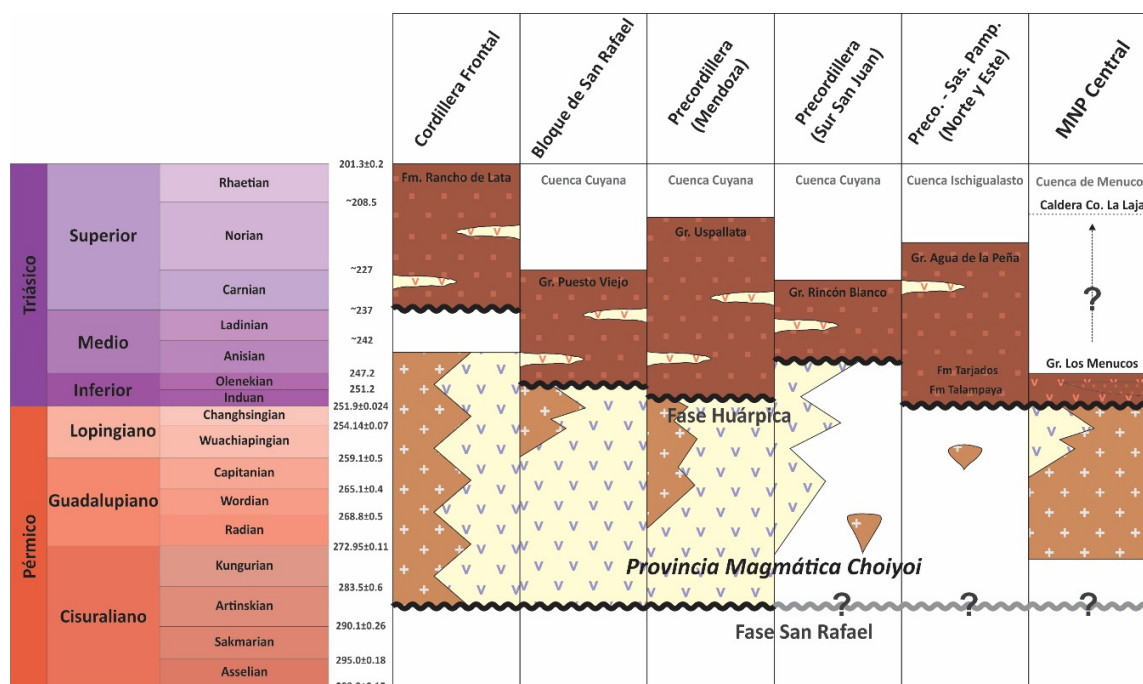 Cordillera Frontal
Bloque de San Rafael
Precordillera
(Mendoza)
Precordillera
(Sur San Juan)
Preco. - Sas. Pamp.
(Norte y Este)
MNP Central
Triásico
Superior
Rhaetian
Norian
Carnian
Medio
Ladinian
Anisian
Inferior
Olenekian
Induan
Pérmico
Lopingiano
Changhsingian
Wuachiapingian
Guadalupiano
Capitanian
Wordian
Radian
Cisuraliano
Kungurian
Artinskian
Sakmarian
Asselian
201.3±0.2
~208.5
~227
~237
~242
247.2
251.2
251.9±0.024
254.14±0.07
259.1±0.5
265.1±0.4
268.8±0.5
272.95±0.11
283.5±0.6
290.1±0.26
295.0±0.18
Fm. Rancho de Lata
Cuenca Cuyana
Gr. Puesto Viejo
Cuenca Cuyana
Gr. Uspallata
Cuenca Cuyana
Gr. Rincón Blanco
Cuenca Ischigualasto
Gr. Agua de la Peña
Fm Tarjados
Fm Talampaya
Cuenca de Menuco
Caldera Co. La Laja
?
Gr. Los Menucos
Fase Huárpica
Provincia Magmática Choiyoi
? ? ?
Fase San Rafael